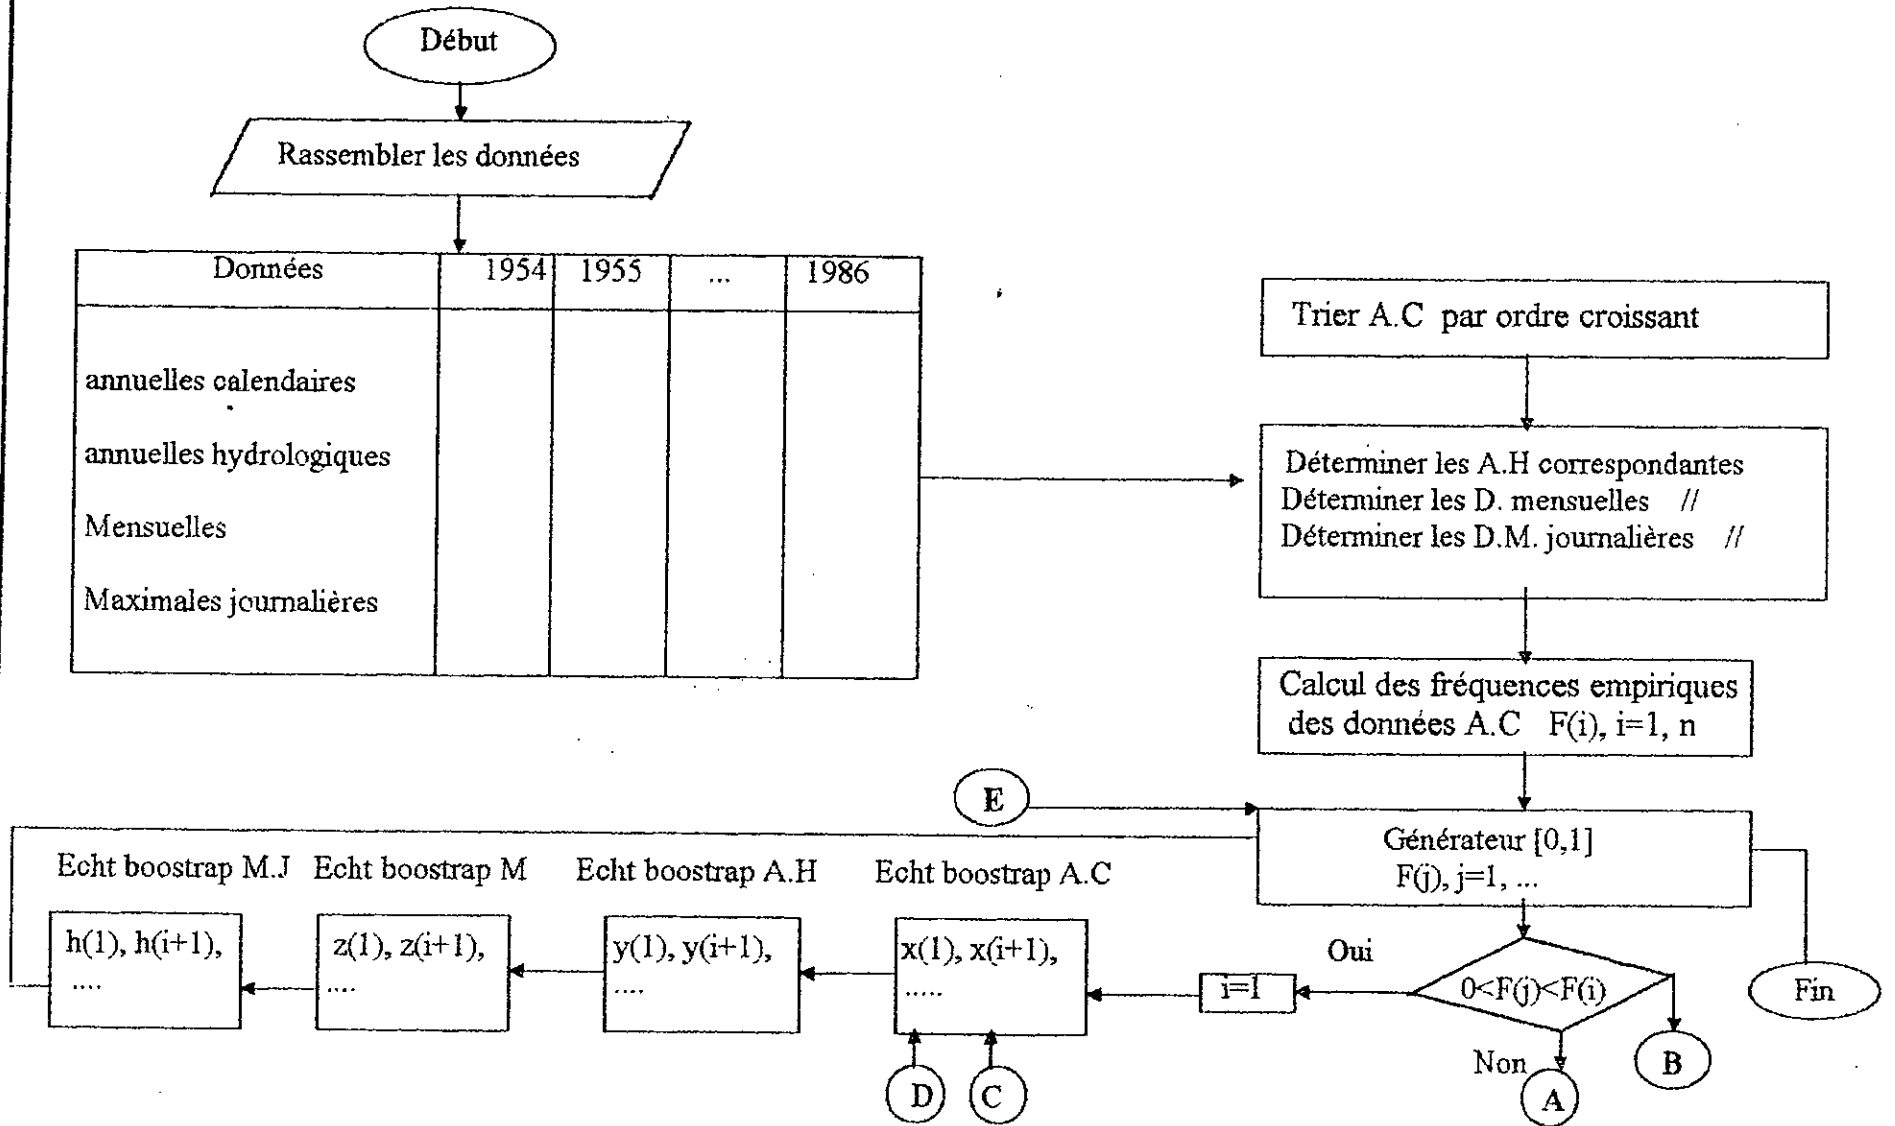 Début
Rassembler les données
Données 1954 1955 ... 1986
annuelles calendaires
annuelles hydrologiques
Mensuelles
Maximales journalières
Trier A.C par ordre croissant
Déterminer les A.H correspondantes
Déterminer les D. mensuelles //
Déterminer les D.M. journalières //
Calcul des fréquences empiriques
des données A.C F(i), i=1, n
E
Générateur [0,1]
F(j), j=1, ...
Echt boostrap M.J
Echt boostrap M
Echt boostrap A.H
Echt boostrap A.C
h(1), h(i+1),
....
z(1), z(i+1),
....
y(1), y(i+1),
....
x(1), x(i+1),
.....
i=1
Oui
0<F(j)<F(i)
Fin
Non
A
B
D
C